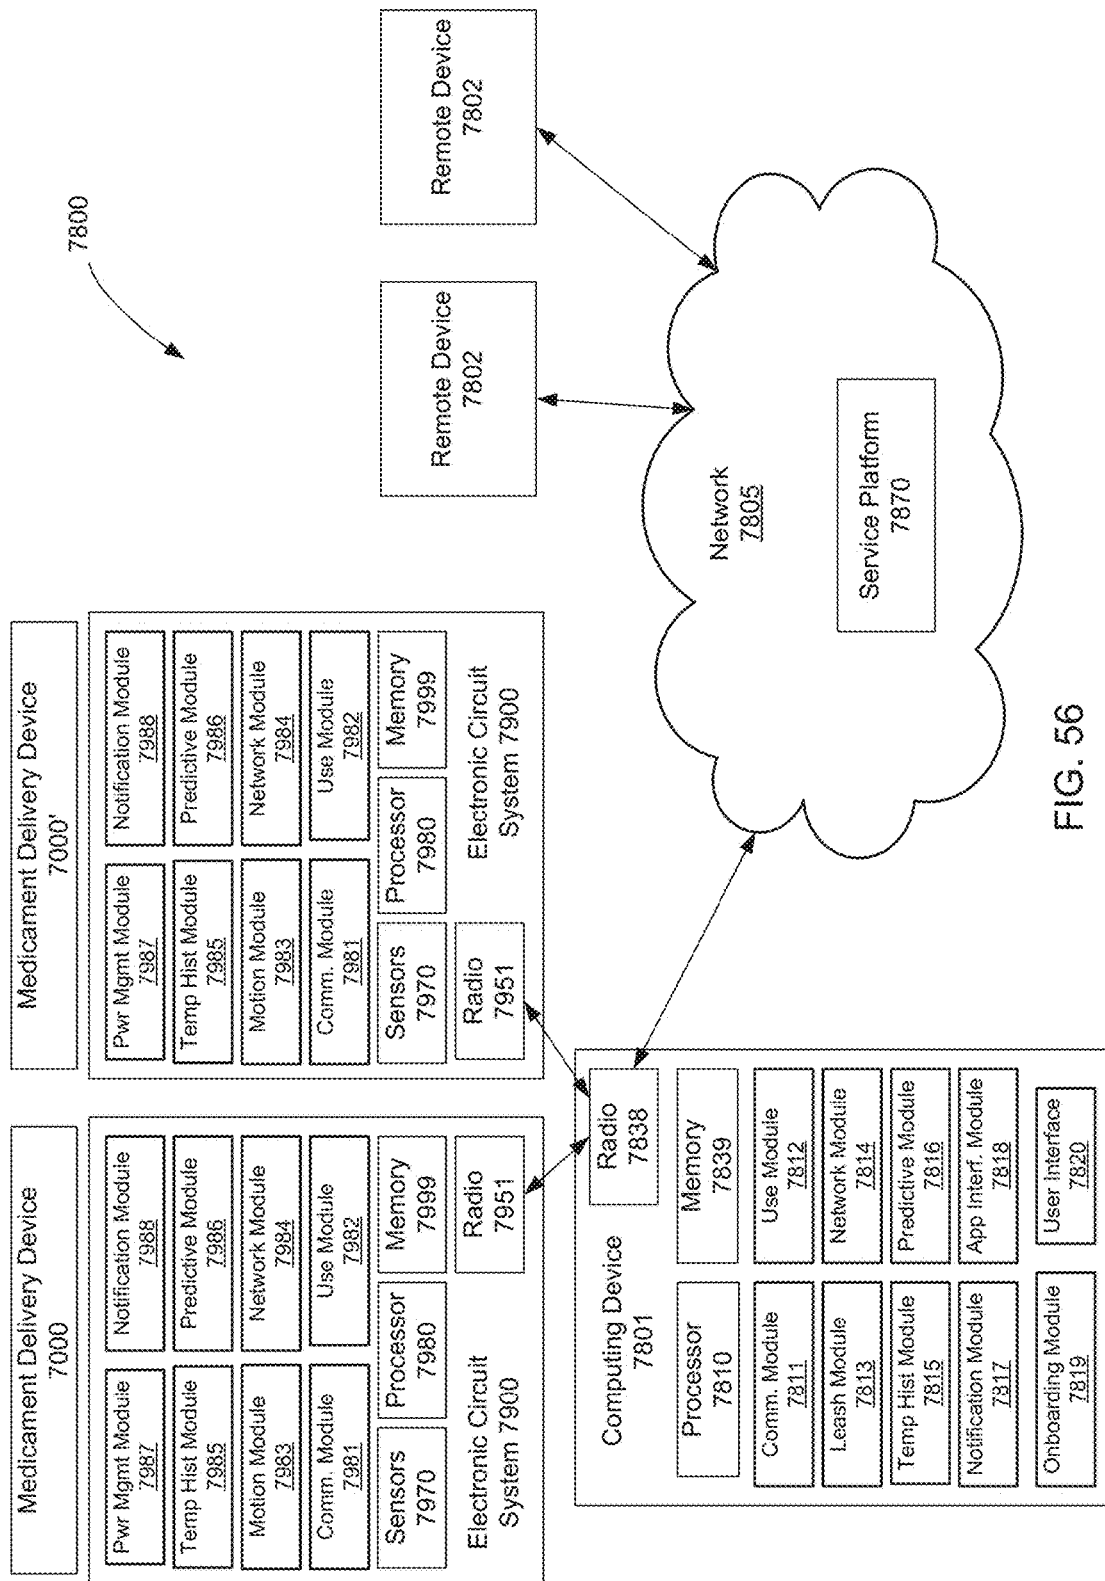 7800
Medicament Delivery Device
7000
Pwr Mgmt Module
7987
Notification Module
7988
Temp Hist Module
7985
Predictive Module
7986
Motion Module
7983
Network Module
7984
Comm. Module
7981
Use Module
7982
Sensors
7970
Processor
7980
Memory
7999
Electronic Circuit
System 7900
Radio
7951
Medicament Delivery Device
7000'
Pwr Mgmt Module
7987
Notification Module
7988
Temp Hist Module
7985
Predictive Module
7986
Motion Module
7983
Network Module
7984
Comm. Module
7981
Use Module
7982
Sensors
7970
Processor
7980
Memory
7999
Radio
7951
Electronic Circuit
System 7900
Remote Device
7802
Remote Device
7802
Computing Device
7801
Radio
7838
Processor
7810
Memory
7839
Comm. Module
7811
Use Module
7812
Leash Module
7813
Network Module
7814
Temp Hist Module
7815
Predictive Module
7816
Notification Module
7817
App Interf. Module
7818
Onboarding Module
7819
User Interface
7820
Network
7805
Service Platform
7870
FIG. 56